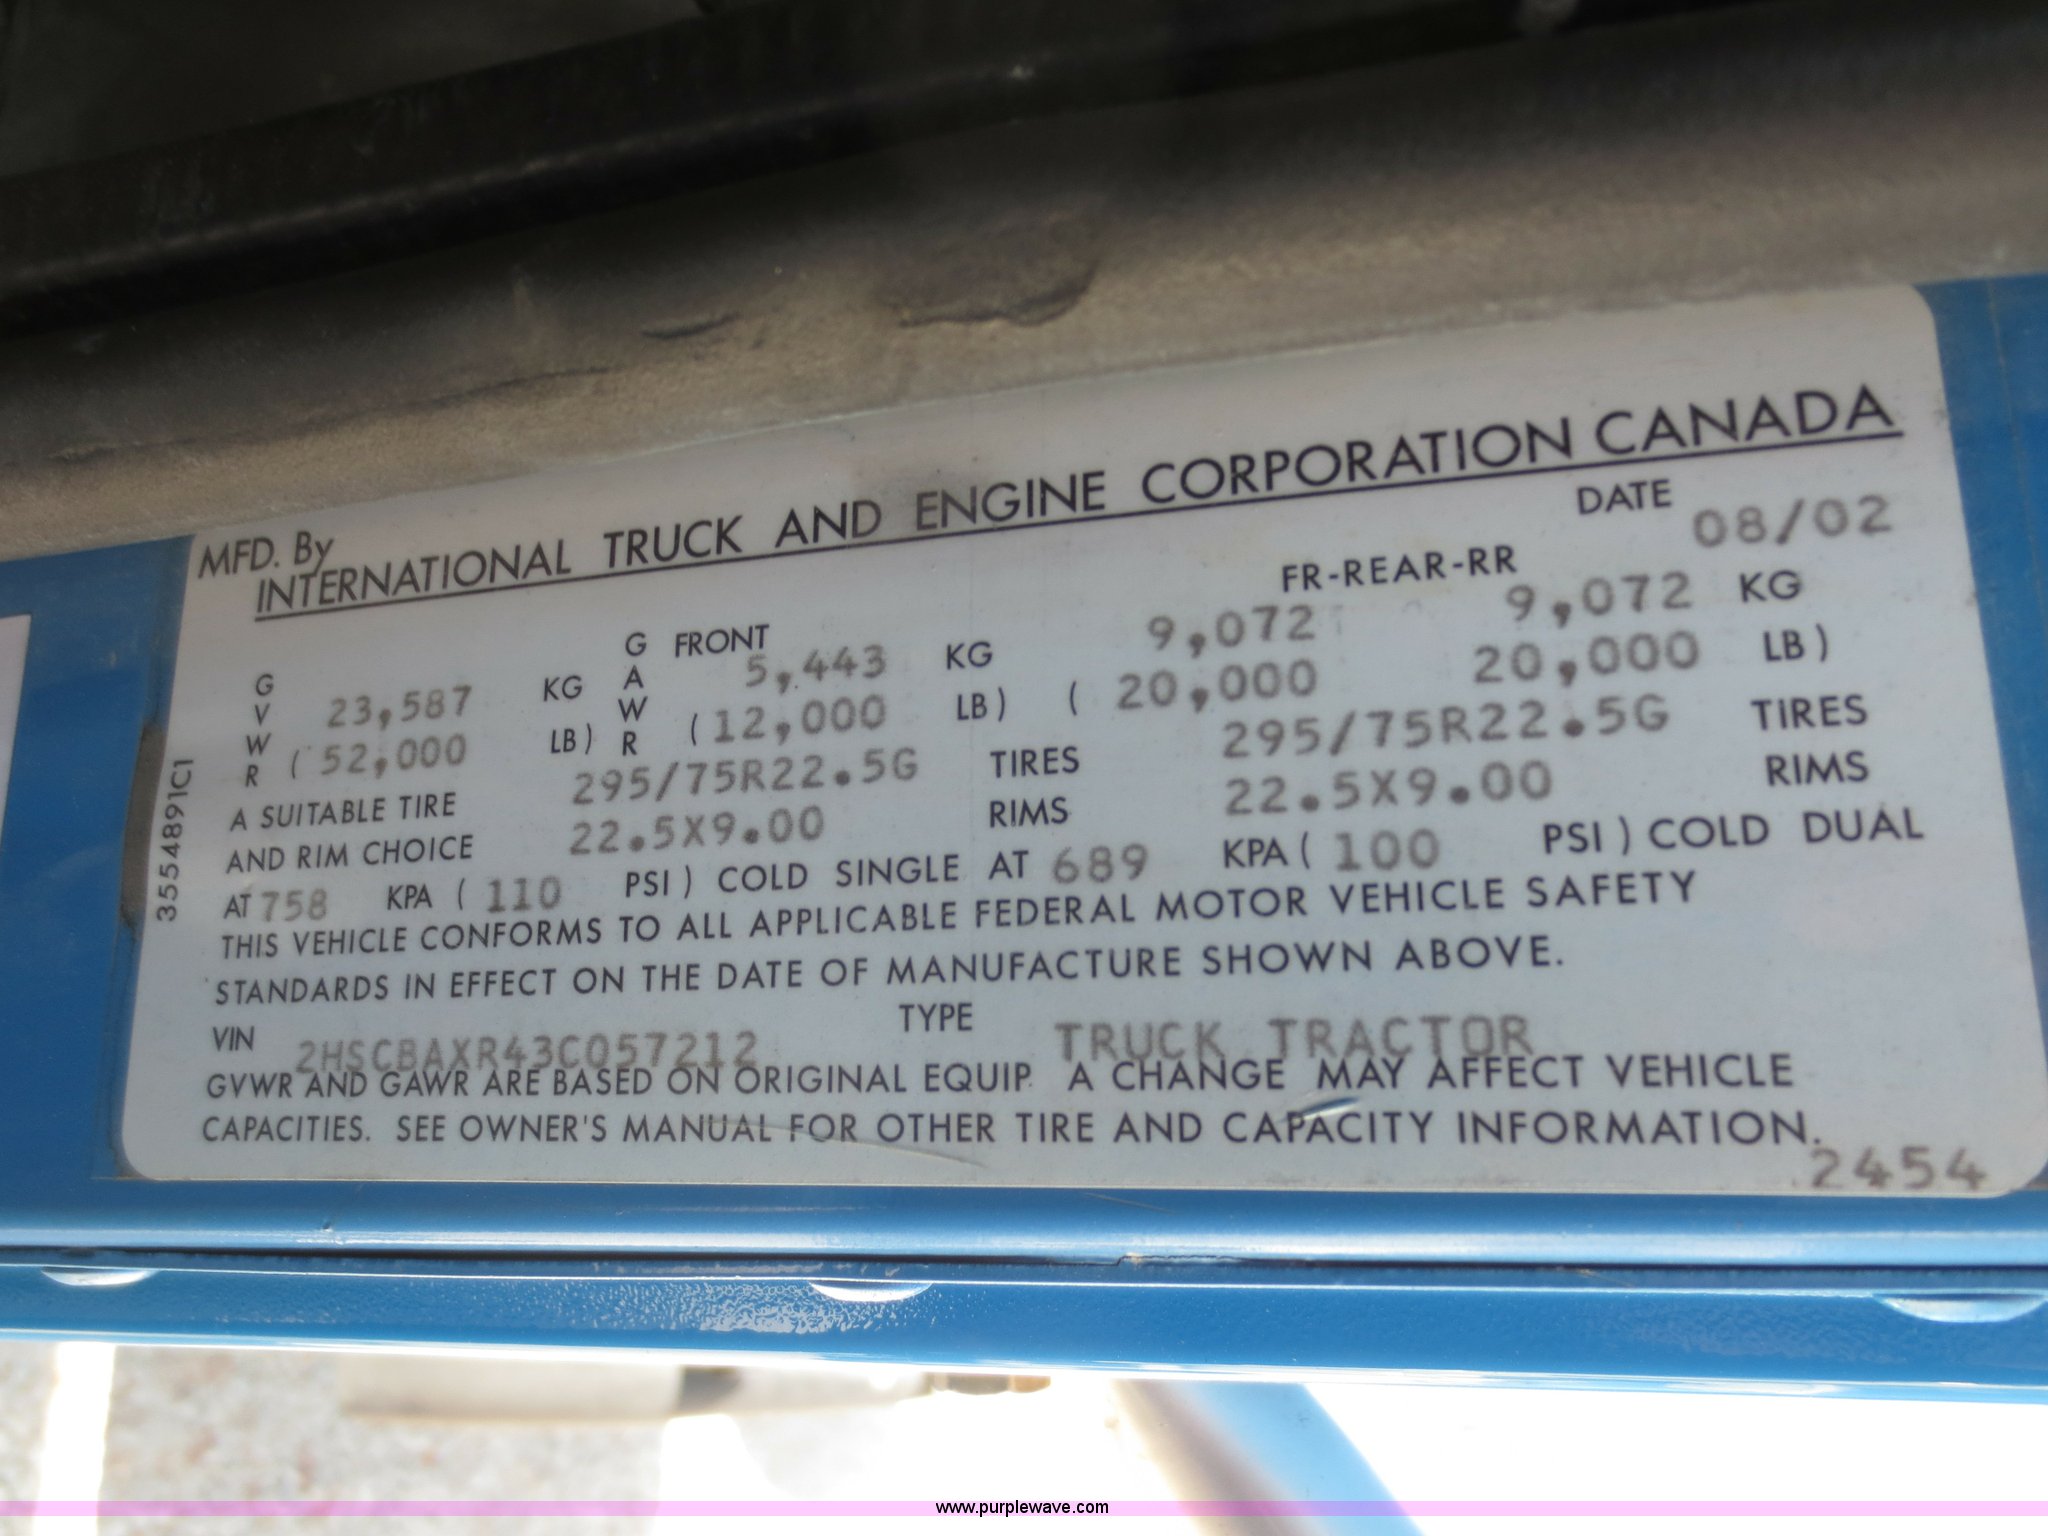 MFD. By
INTERNATIONAL TRUCK AND ENGINE CORPORATION CANADA
DATE 08/02
FR-REAR-RR
G FRONT 9,072 9,072 KG
G 23,587 KG A 5,443 KG ( 20,000 20,000 LB )
V W ( 52,000 LB ) W ( 12,000 LB ) 295/75R22.5G TIRES
R R 295/75R22.5G TIRES 22.5X9.00 RIMS
A SUITABLE TIRE
AND RIM CHOICE 22.5X9.00 RIMS
AT 758 KPA ( 110 PSI ) COLD SINGLE AT 689 KPA ( 100 PSI ) COLD DUAL
THIS VEHICLE CONFORMS TO ALL APPLICABLE FEDERAL MOTOR VEHICLE SAFETY
STANDARDS IN EFFECT ON THE DATE OF MANUFACTURE SHOWN ABOVE.
VIN 2HSCBAXR43C057212 TYPE TRUCK TRACTOR
GVWR AND GAWR ARE BASED ON ORIGINAL EQUIP. A CHANGE MAY AFFECT VEHICLE
CAPACITIES. SEE OWNER'S MANUAL FOR OTHER TIRE AND CAPACITY INFORMATION.
2454
3554891C1
www.purplewave.com